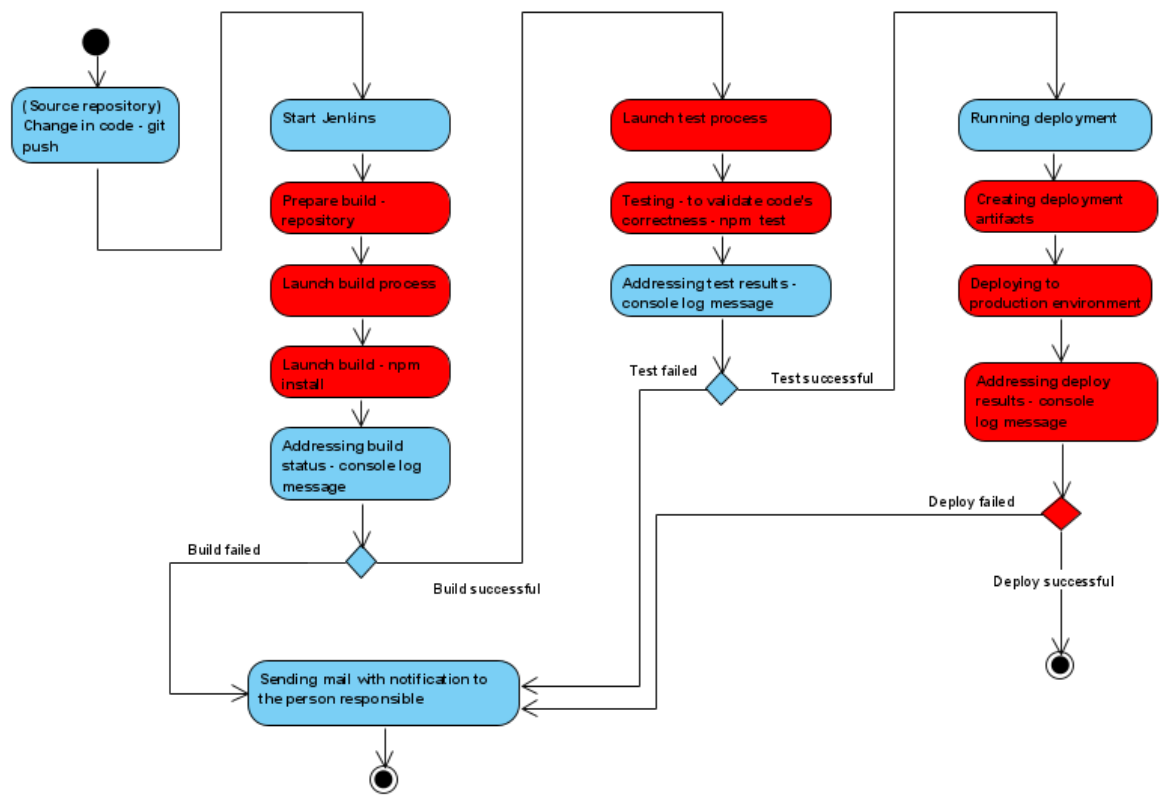 (Source repository)
Change in code - git
push
Start Jenkins
Prepare build -
repository
Launch build process
Launch build - npm
install
Addressing build
status - console log
message
Build failed
Build successful
Launch test process
Testing - to validate code's
correctness - npm test
Addressing test results -
console log message
Test failed
Test successful
Running deployment
Creating deployment
artifacts
Deploying to
production environment
Addressing deploy
results - console
log message
Deploy failed
Deploy successful
Sending mail with notification to
the person responsible